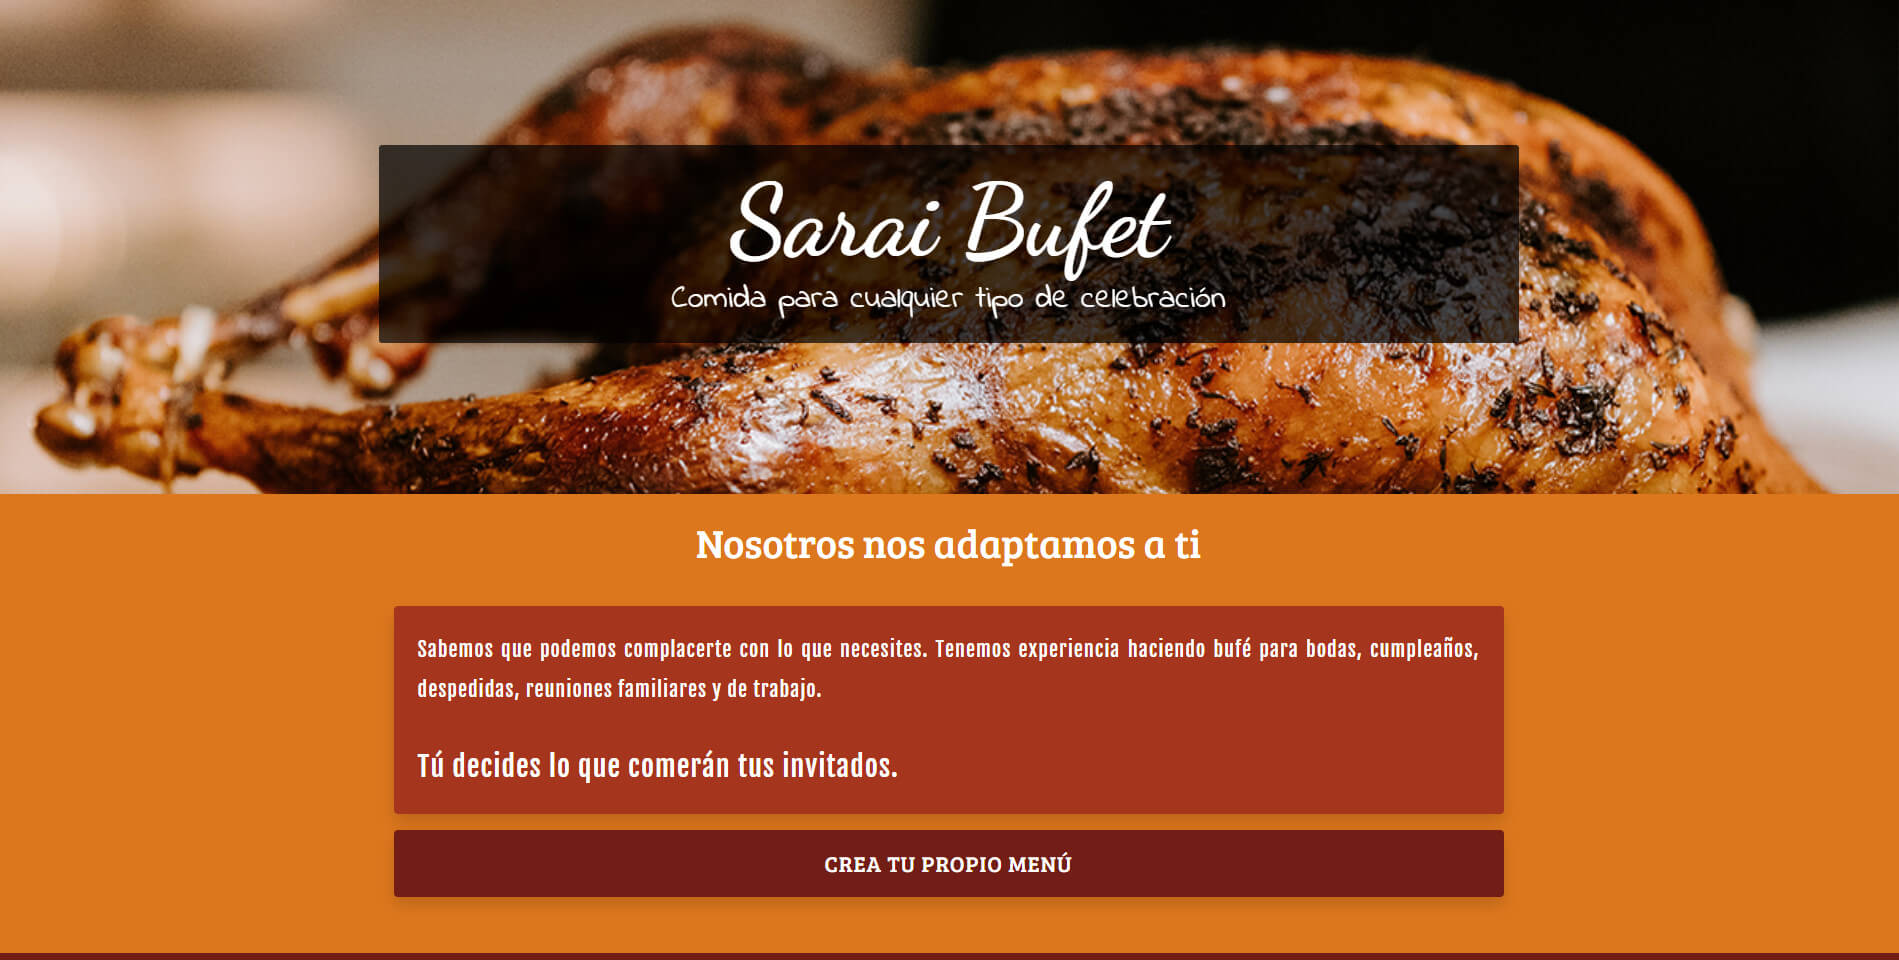 Sarai Bufet
Comida para cualquier tipo de celebración
Nosotros nos adaptamos a ti
Sabemos que podemos complacerte con lo que necesites. Tenemos experiencia haciendo bufé para bodas, cumpleaños,
despedidas, reuniones familiares y de trabajo.
Tú decides lo que comerán tus invitados.
CREA TU PROPIO MENÚ